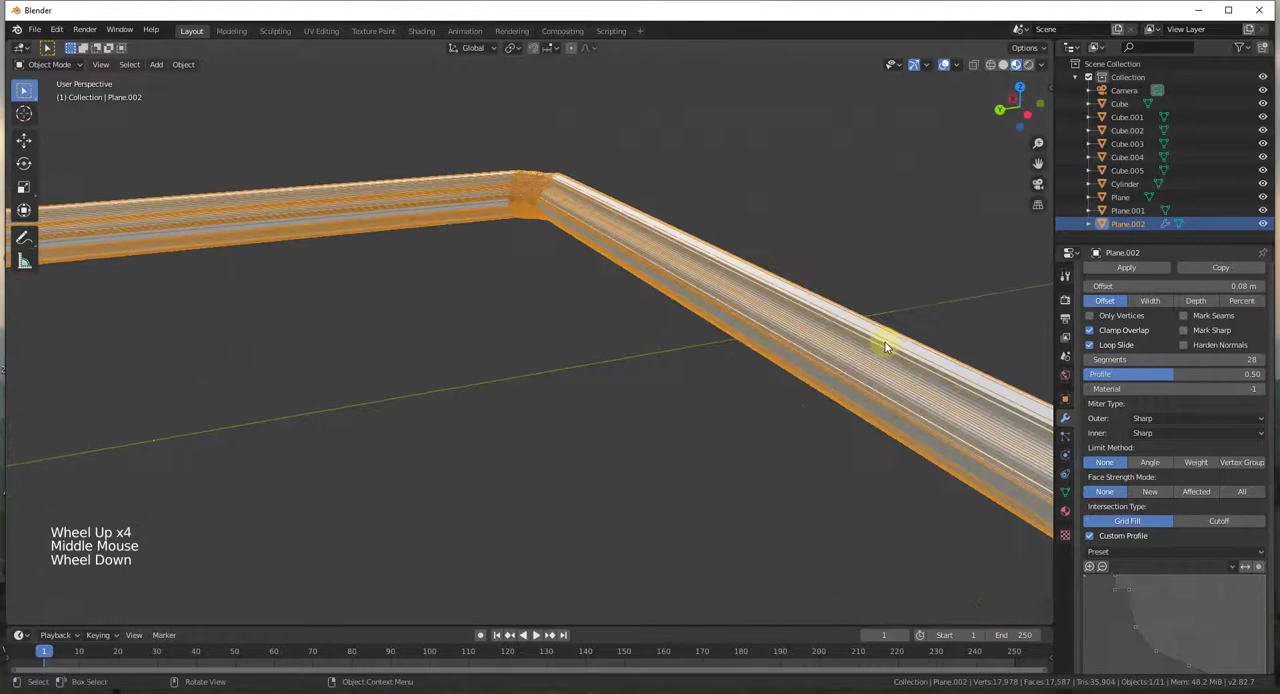 Blender
File Edit Render Window Help Layout Modeling Sculpting UV Editing Texture Paint Shading Animation Rendering Compositing Scripting + Scene View Layer
Global Options
Object Mode View Select Add Object
User Perspective
(1) Collection | Plane.002
Z
Y
Scene Collection
Collection
Camera
Cube
Cube.001
Cube.002
Cube.003
Cube.004
Cube.005
Cylinder
Plane
Plane.001
Plane.002
Plane.002
Apply Copy
Offset 0.08 m
Offset Width Depth Percent
Only Vertices Mark Seams
Clamp Overlap Mark Sharp
Loop Slide Harden Normals
Segments 28
Profile 0.50
Material -1
Miter Type:
Outer: Sharp
Inner: Sharp
Limit Method:
None Angle Weight Vertex Group
Face Strength Mode:
None New Affected All
Intersection Type:
Grid Fill Cutoff
Custom Profile
Preset
Wheel Up x4
Middle Mouse
Wheel Down
Playback Keying View Marker 1 Start 1 End 250
1 10 20 30 40 50 60 70 80 90 100 110 120 130 140 150 160 170 180 190 200 210 220 230 240 250
Select Box Select Rotate View Object Context Menu Collection | Plane.002 | Verts:17,978 | Faces:17,587 | Tris:35,904 | Objects:1/11 | Mem: 48.2 MiB | v2.82.7